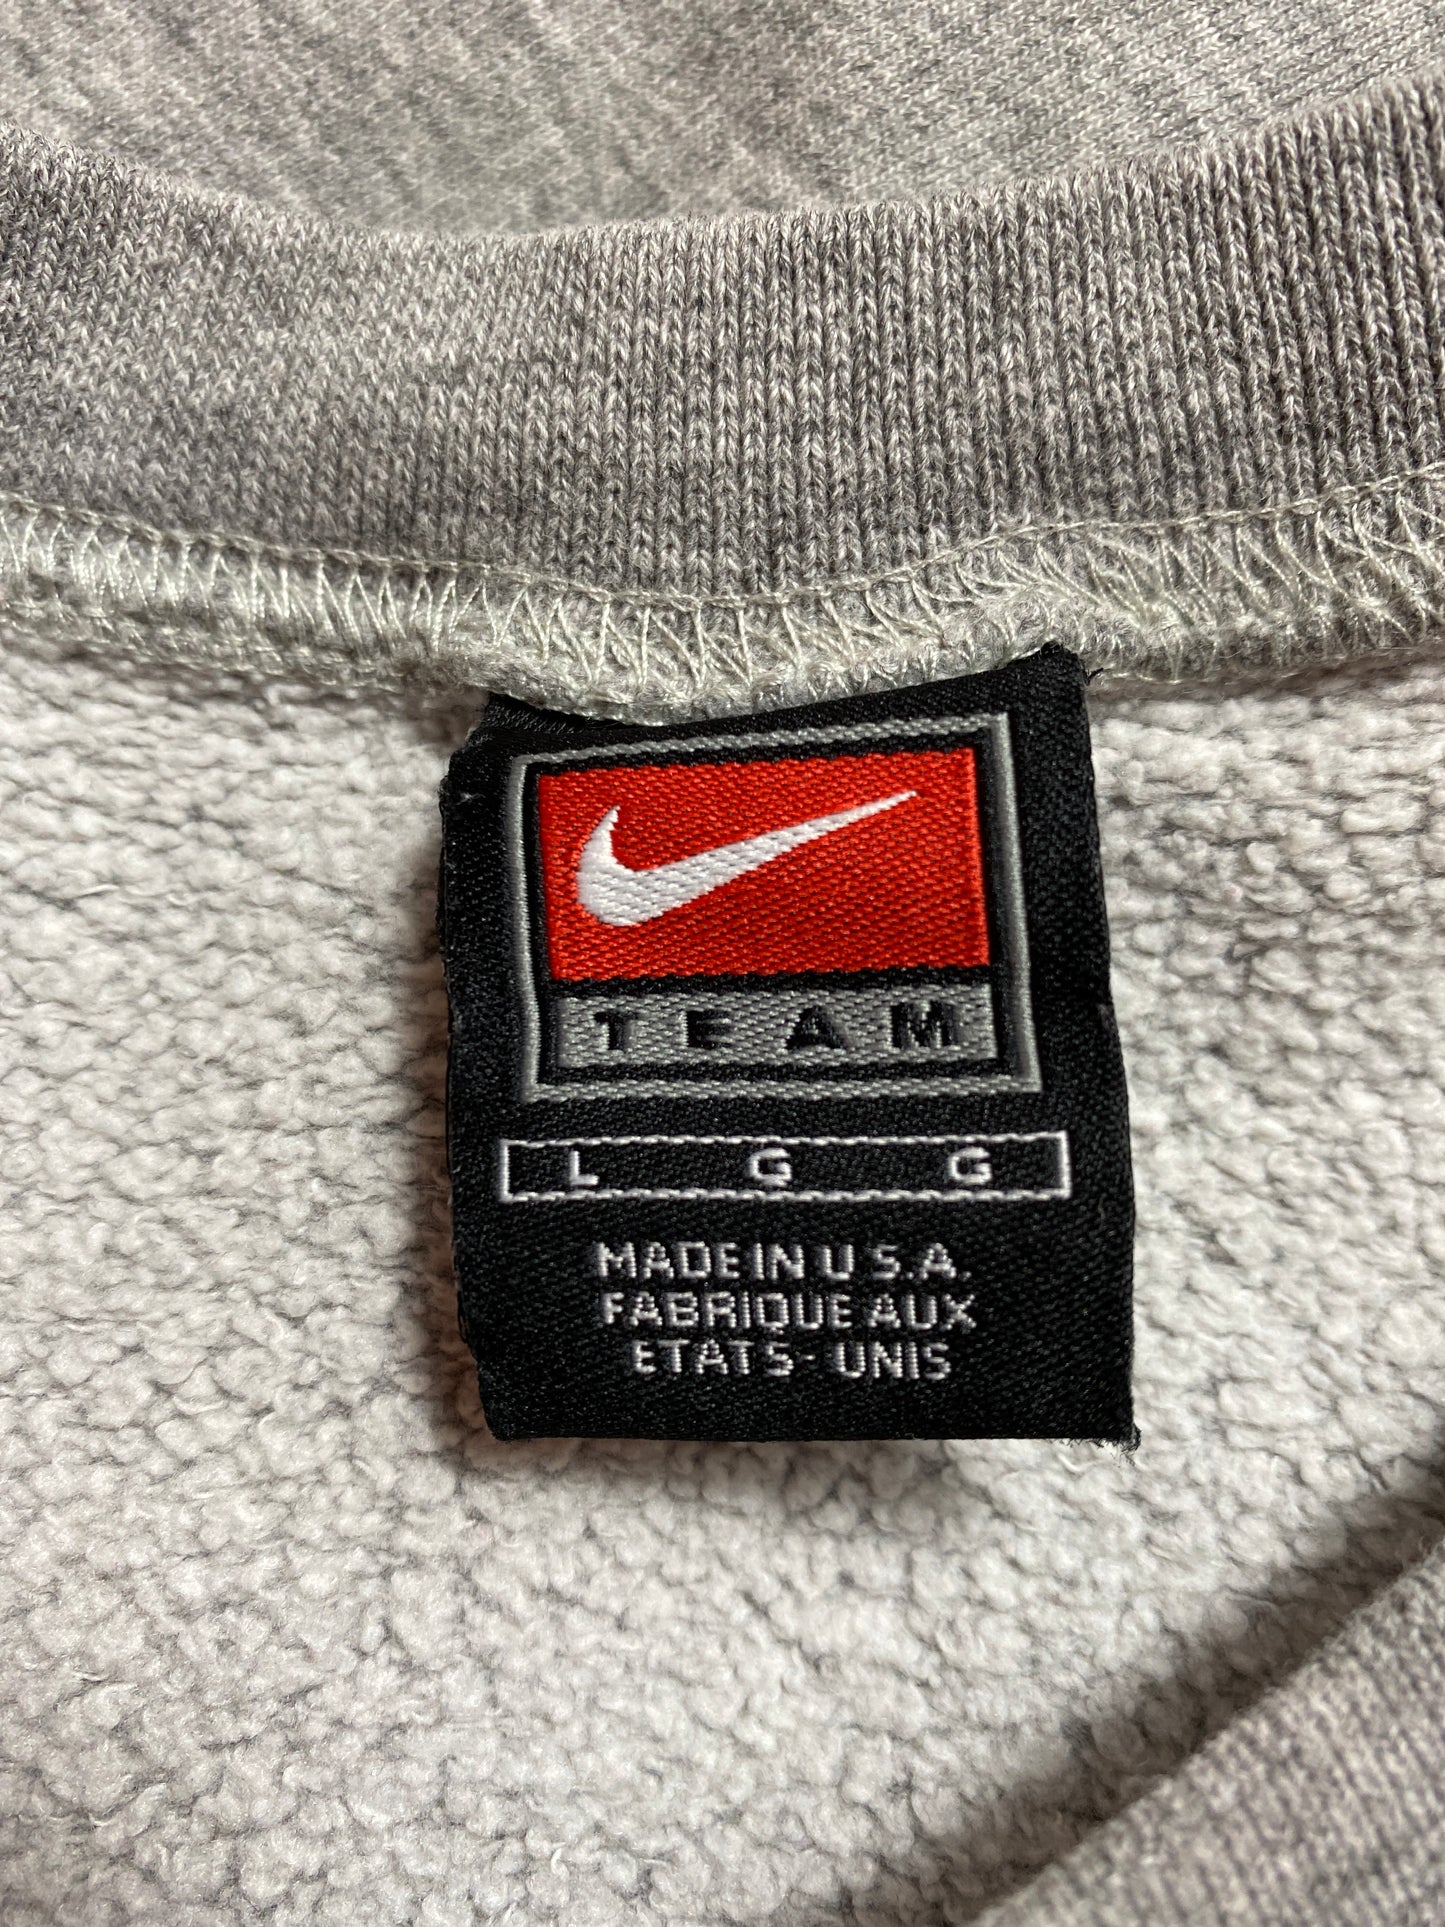 TEAM
L G G
MADE IN U.S.A.
FABRIQUE AUX
ETATS-UNIS